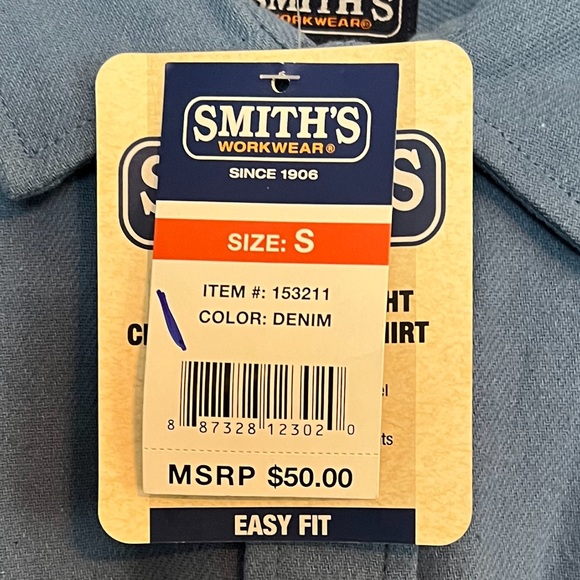 SMITH'S
WORKWEAR®
SMITH'S
WORKWEAR®
SINCE 1906
SIZE: S
ITEM #: 153211
COLOR: DENIM
8 87328 12302 0
MSRP $50.00
EASY FIT